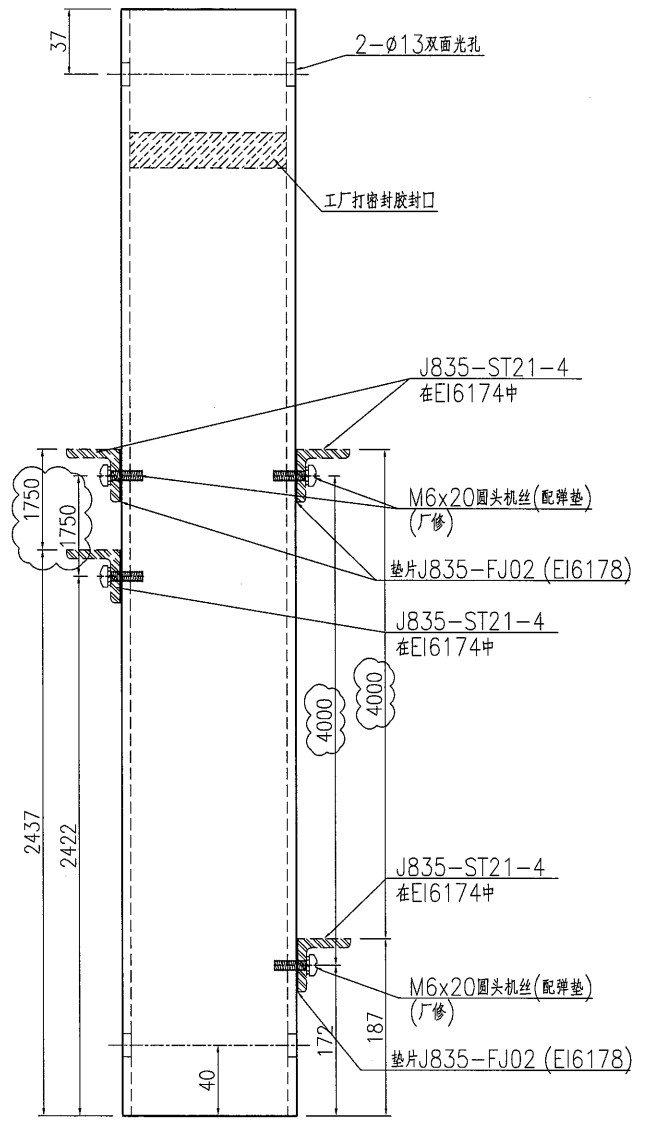 37
2-ø13双面光孔
工厂打密封胶封口
J835-ST21-4
在EI6174中
1750
1750
M6x20圆头机丝(配弹垫)
(厂修)
垫片J835-FJ02 (EI6178)
J835-ST21-4
在EI6174中
4000
4000
2437
2422
J835-ST21-4
在EI6174中
M6x20圆头机丝(配弹垫)
(厂修)
172
187
垫片J835-FJ02 (EI6178)
40